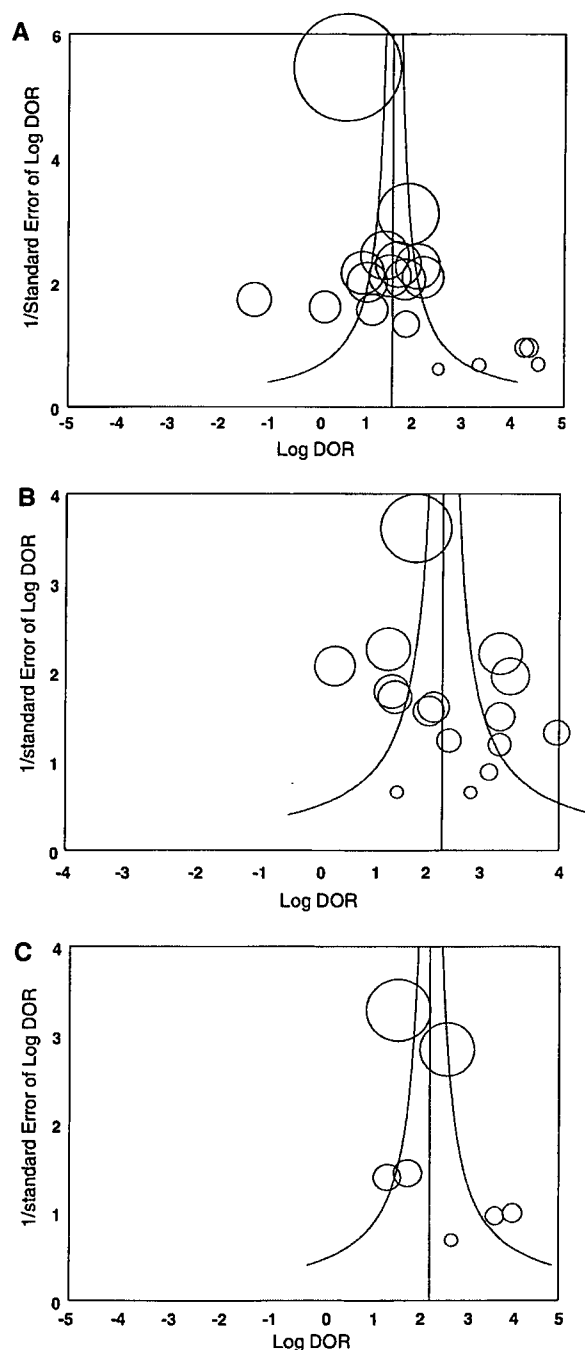 A
6
4
2
0
1/Standard Error of Log DOR
-5 -4 -3 -2 -1 0 1 2 3 4 5
Log DOR
B
4
3
2
1
0
1/standard Error of Log DOR
-4 -3 -2 -1 0 1 2 3 4
Log DOR
C
4
3
2
1
0
1/standard Error of Log DOR
-5 -4 -3 -2 -1 0 1 2 3 4 5
Log DOR